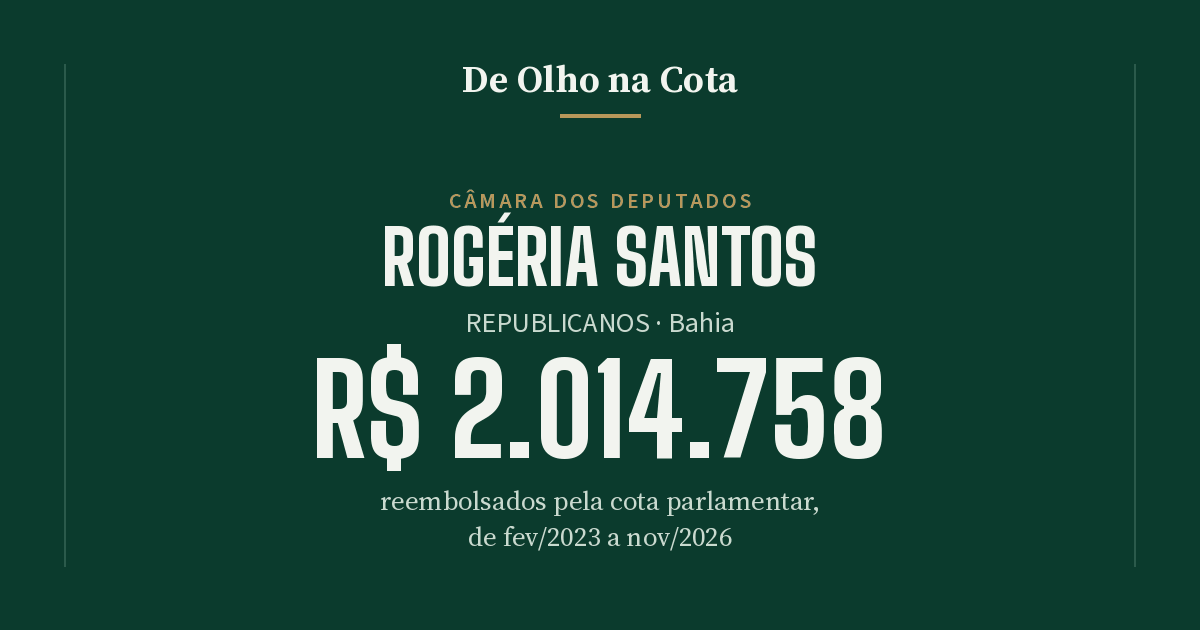 De Olho na Cota
CÂMARA DOS DEPUTADOS
ROGÉRIA SANTOS
REPUBLICANOS · Bahia
R$ 2.014.758
reembolsados pela cota parlamentar,
de fev/2023 a nov/2026